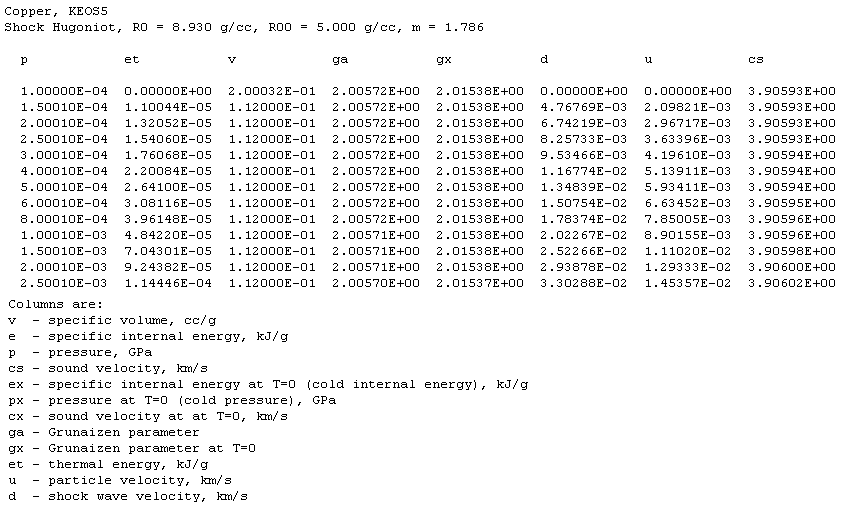 Copper, KEOS5
Shock Hugoniot, R0 = 8.930 g/cc, R00 = 5.000 g/cc, m = 1.786
p et v ga gx d u cs
1.00000E-04 0.00000E+00 2.00032E-01 2.00572E+00 2.01538E+00 0.00000E+00 0.00000E+00 3.90593E+00
1.50010E-04 1.10044E-05 1.12000E-01 2.00572E+00 2.01538E+00 4.76769E-03 2.09821E-03 3.90593E+00
2.00010E-04 1.32052E-05 1.12000E-01 2.00572E+00 2.01538E+00 6.74219E-03 2.96717E-03 3.90593E+00
2.50010E-04 1.54060E-05 1.12000E-01 2.00572E+00 2.01538E+00 8.25733E-03 3.63396E-03 3.90593E+00
3.00010E-04 1.76068E-05 1.12000E-01 2.00572E+00 2.01538E+00 9.53466E-03 4.19610E-03 3.90594E+00
4.00010E-04 2.20084E-05 1.12000E-01 2.00572E+00 2.01538E+00 1.16774E-02 5.13911E-03 3.90594E+00
5.00010E-04 2.64100E-05 1.12000E-01 2.00572E+00 2.01538E+00 1.34839E-02 5.93411E-03 3.90594E+00
6.00010E-04 3.08116E-05 1.12000E-01 2.00572E+00 2.01538E+00 1.50754E-02 6.63452E-03 3.90595E+00
8.00010E-04 3.96148E-05 1.12000E-01 2.00572E+00 2.01538E+00 1.78374E-02 7.85005E-03 3.90596E+00
1.00010E-03 4.84220E-05 1.12000E-01 2.00571E+00 2.01538E+00 2.02267E-02 8.90155E-03 3.90596E+00
1.50010E-03 7.04301E-05 1.12000E-01 2.00571E+00 2.01538E+00 2.52266E-02 1.11020E-02 3.90598E+00
2.00010E-03 9.24382E-05 1.12000E-01 2.00571E+00 2.01538E+00 2.93878E-02 1.29333E-02 3.90600E+00
2.50010E-03 1.14446E-04 1.12000E-01 2.00570E+00 2.01537E+00 3.30288E-02 1.45357E-02 3.90602E+00
Columns are:
v - specific volume, cc/g
e - specific internal energy, kJ/g
p - pressure, GPa
cs - sound velocity, km/s
ex - specific internal energy at T=0 (cold internal energy), kJ/g
px - pressure at T=0 (cold pressure), GPa
cx - sound velocity at at T=0, km/s
ga - Grunaizen parameter
gx - Grunaizen parameter at T=0
et - thermal energy, kJ/g
u - particle velocity, km/s
d - shock wave velocity, km/s